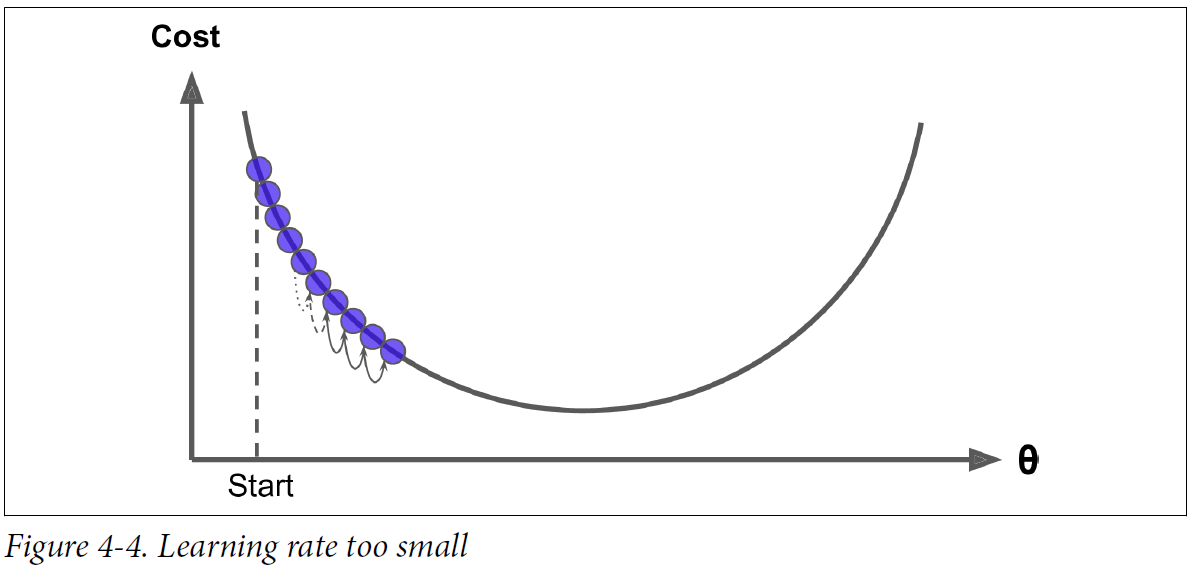 Cost
θ
Start
Figure 4-4. Learning rate too small